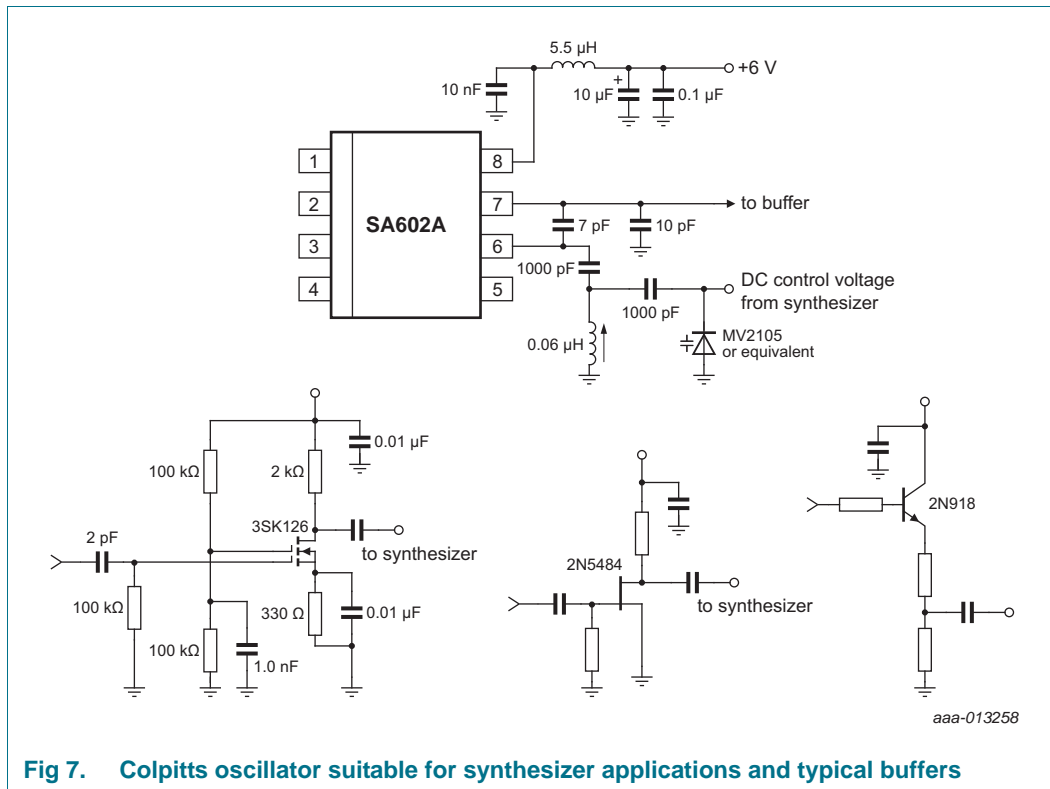 5.5 µH
+6 V
10 nF
+
10 µF
0.1 µF
1
8
2
7
to buffer
SA602A
7 pF
10 pF
3
6
1000 pF
4
5
DC control voltage
from synthesizer
1000 pF
MV2105
or equivalent
0.06 µH
0.01 µF
100 kΩ
2 kΩ
3SK126
to synthesizer
2 pF
100 kΩ
330 Ω
0.01 µF
100 kΩ
1.0 nF
2N5484
to synthesizer
2N918
aaa-013258
Fig 7. Colpitts oscillator suitable for synthesizer applications and typical buffers